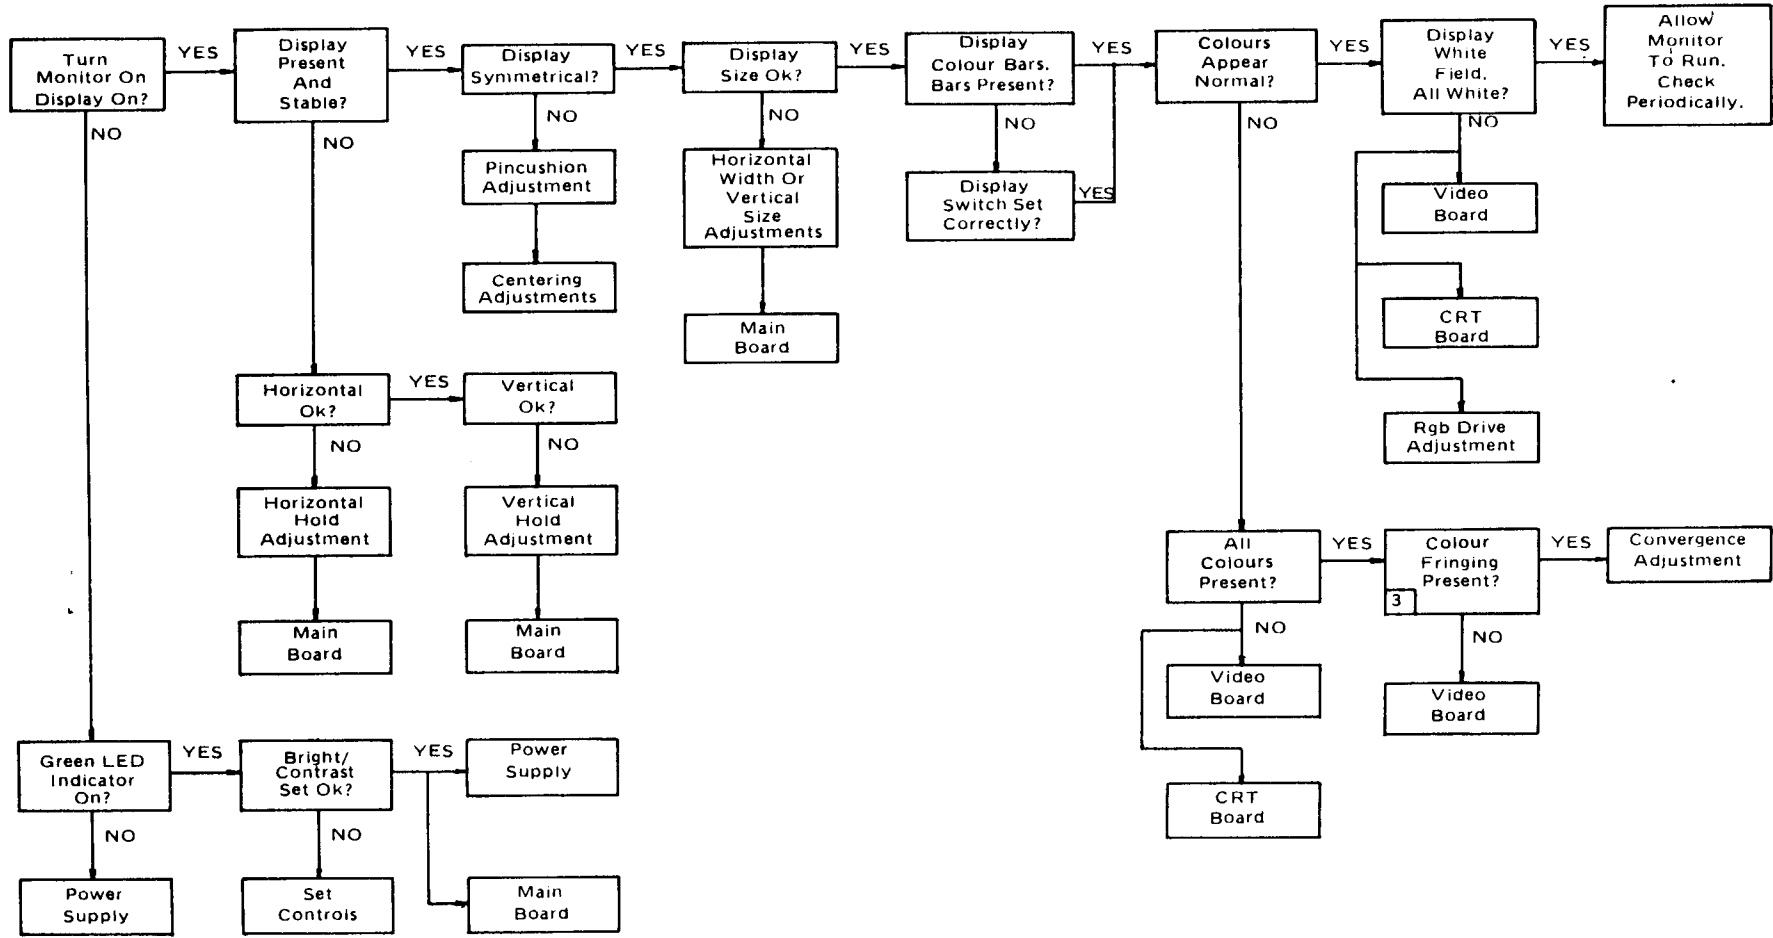 Turn
Monitor On
Display On?
YES
NO
Display
Present
And
Stable?
YES
NO
Display
Symmetrical?
YES
NO
Pincushion
Adjustment
Centering
Adjustments
Display
Size Ok?
YES
NO
Horizontal
Width Or
Vertical
Size
Adjustments
Main
Board
Display
Colour Bars.
Bars Present?
YES
NO
Display
Switch Set
Correctly?
YES
Colours
Appear
Normal?
YES
NO
Display
White
Field.
All White?
YES
NO
Allow
Monitor
To Run.
Check
Periodically.
Video
Board
CRT
Board
Rgb Drive
Adjustment
Horizontal
Ok?
YES
NO
Vertical
Ok?
NO
Horizontal
Hold
Adjustment
Vertical
Hold
Adjustment
Main
Board
Main
Board
All
Colours
Present?
YES
NO
Colour
Fringing
Present?
3
YES
NO
Convergence
Adjustment
Video
Board
Video
Board
CRT
Board
Green LED
Indicator
On?
YES
NO
Bright/
Contrast
Set Ok?
YES
NO
Power
Supply
Power
Supply
Set
Controls
Main
Board